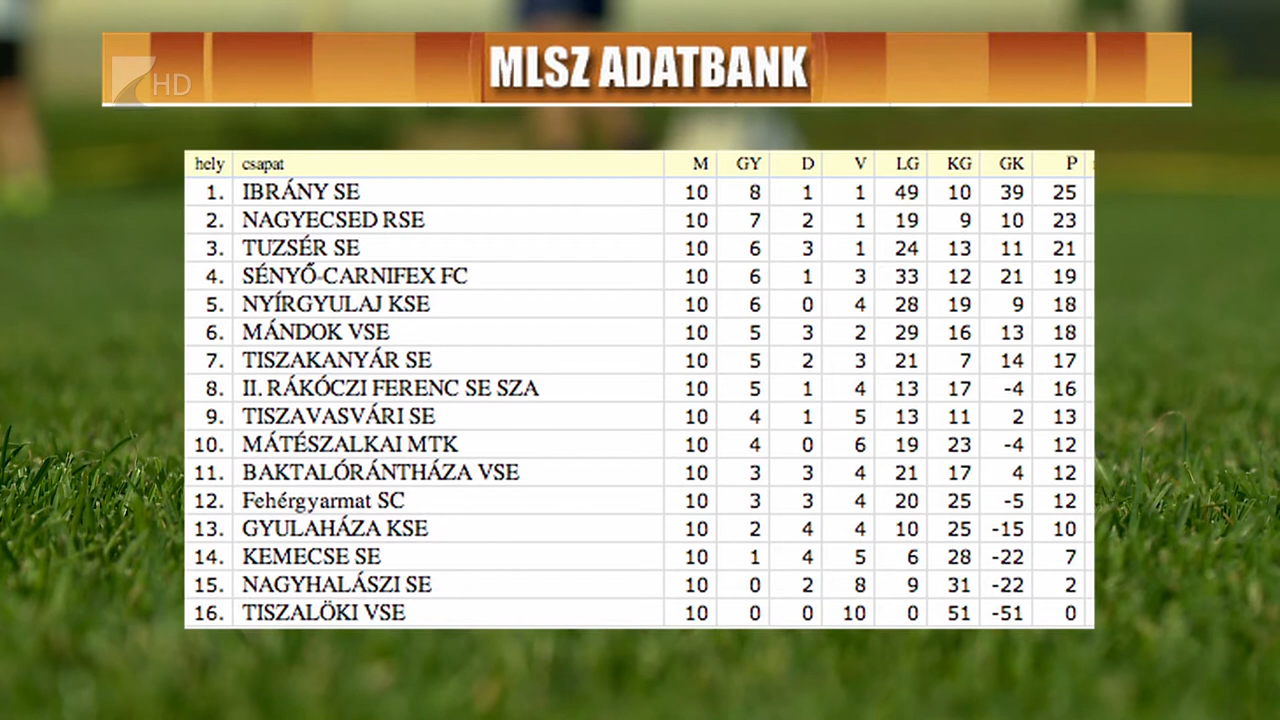 MLSZ ADATBANK
HD
hely csapat M GY D V LG KG GK P
1. IBRÁNY SE 10 8 1 1 49 10 39 25
2. NAGYECSED RSE 10 7 2 1 19 9 10 23
3. TUZSÉR SE 10 6 3 1 24 13 11 21
4. SÉNYŐ-CARNIFEX FC 10 6 1 3 33 12 21 19
5. NYÍRGYULAJ KSE 10 6 0 4 28 19 9 18
6. MÁNDOK VSE 10 5 3 2 29 16 13 18
7. TISZAKANYÁR SE 10 5 2 3 21 7 14 17
8. II. RÁKÓCZI FERENC SE SZA 10 5 1 4 13 17 -4 16
9. TISZAVASVÁRI SE 10 4 1 5 13 11 2 13
10. MÁTÉSZALKAI MTK 10 4 0 6 19 23 -4 12
11. BAKTALÓRÁNTHÁZA VSE 10 3 3 4 21 17 4 12
12. Fehérgyarmat SC 10 3 3 4 20 25 -5 12
13. GYULAHÁZA KSE 10 2 4 4 10 25 -15 10
14. KEMECSE SE 10 1 4 5 6 28 -22 7
15. NAGYHALÁSZI SE 10 0 2 8 9 31 -22 2
16. TISZALÖKI VSE 10 0 0 10 0 51 -51 0